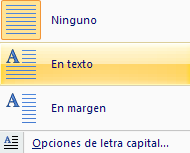 Ninguno
En texto
En margen
Opciones de letra capital...